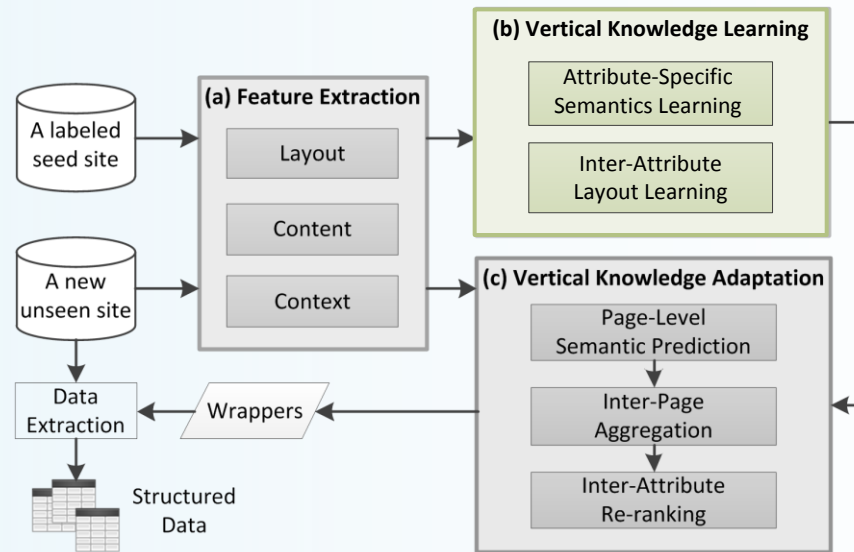 (b) Vertical Knowledge Learning
Attribute-Specific
Semantics Learning
Inter-Attribute
Layout Learning
A labeled
seed site
(a) Feature Extraction
Layout
Content
Context
A new
unseen site
(c) Vertical Knowledge Adaptation
Page-Level
Semantic Prediction
Inter-Page
Aggregation
Inter-Attribute
Re-ranking
Wrappers
Data
Extraction
Structured
Data